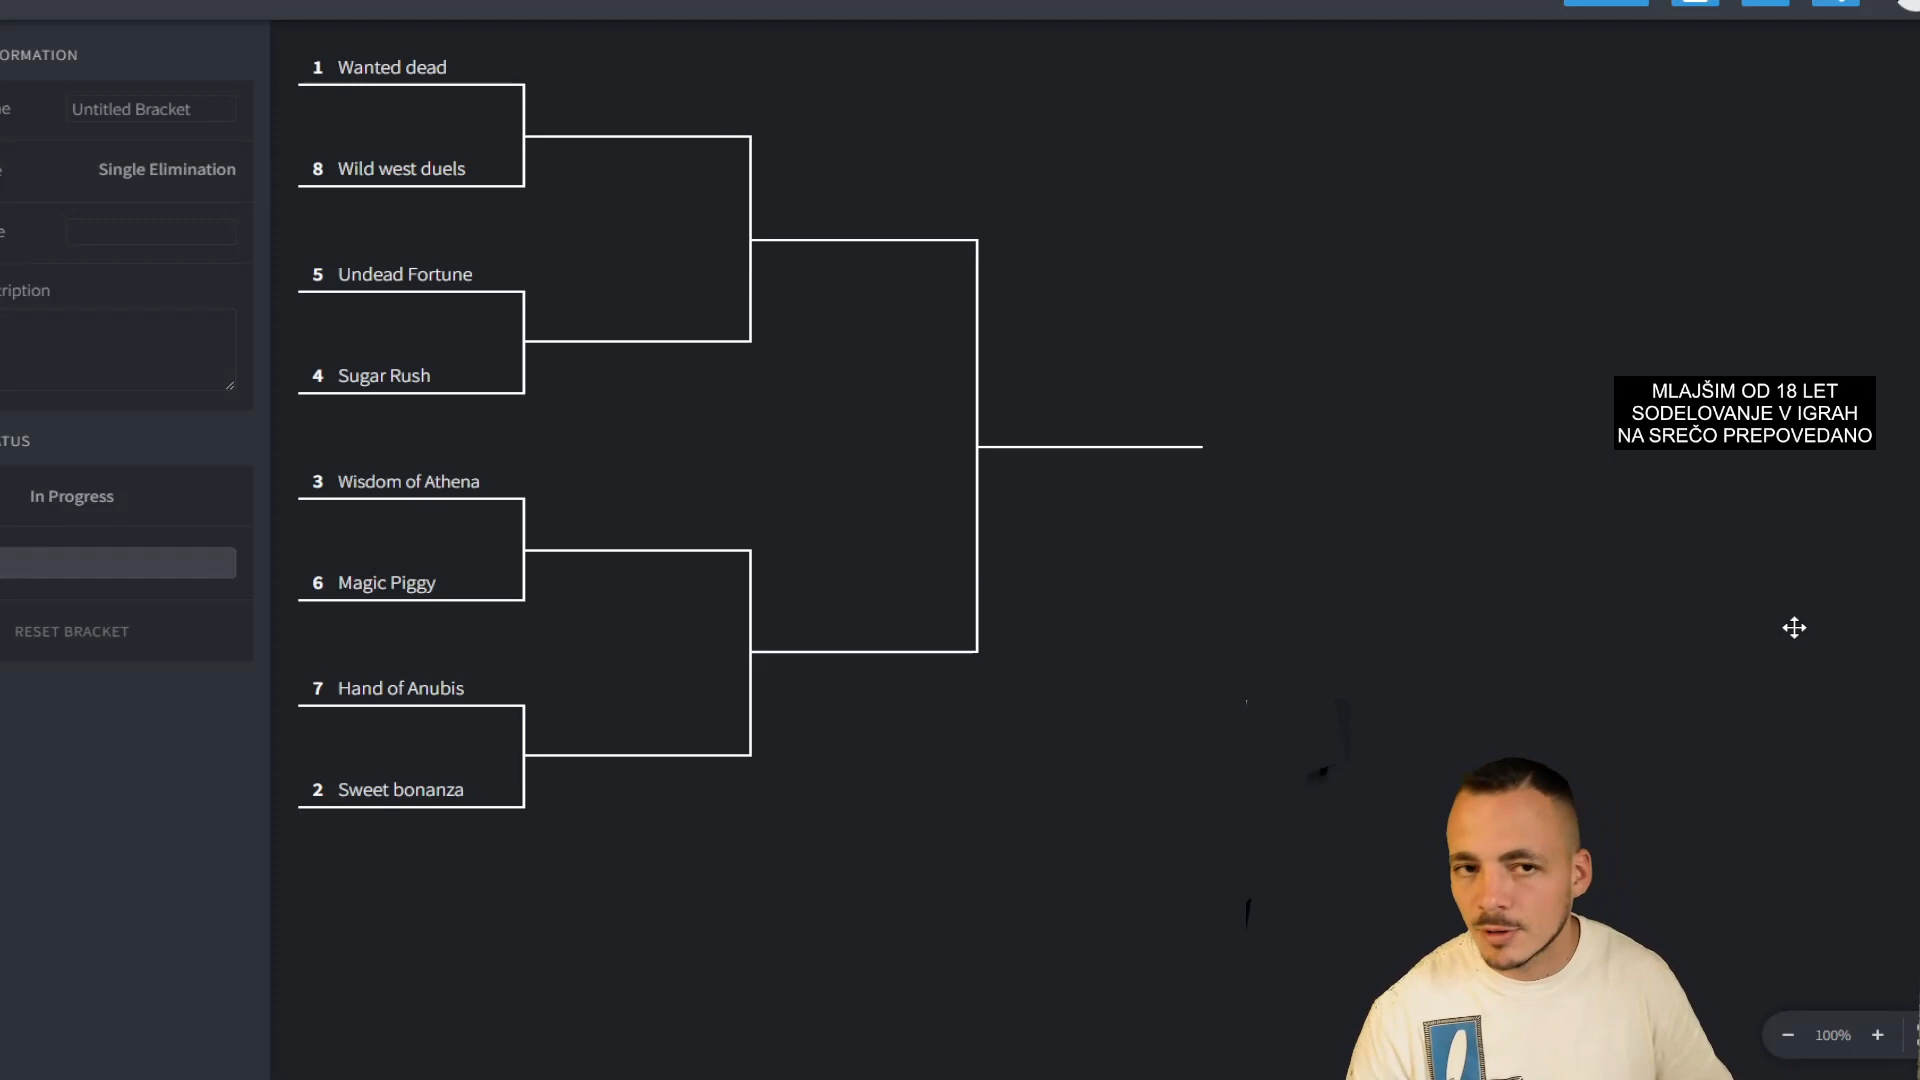 ORMATION
Untitled Bracket
Single Elimination
ription
TUS
In Progress
RESET BRACKET
1 Wanted dead
8 Wild west duels
5 Undead Fortune
4 Sugar Rush
3 Wisdom of Athena
6 Magic Piggy
7 Hand of Anubis
2 Sweet bonanza
MLAJŠIM OD 18 LET
SODELOVANJE V IGRAH
NA SREČO PREPOVEDANO
100%